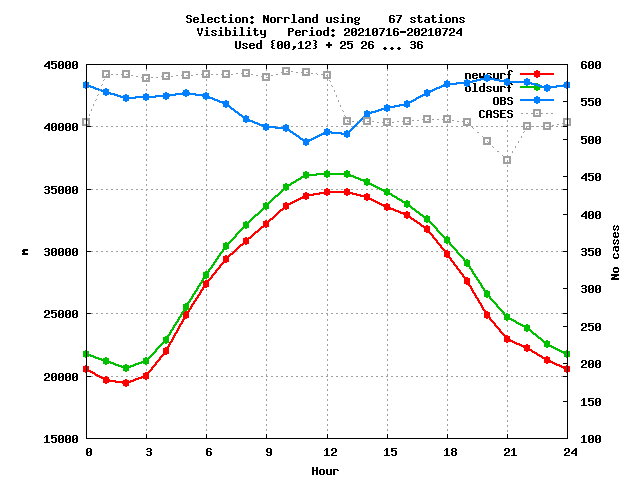 Selection: Norrland using    67 stations
Visibility   Period: 20210716-20210724
Used {00,12} + 25 26 ... 36
45000
40000
35000
30000
25000
20000
15000
600
550
500
450
400
350
300
250
200
150
100
newsurf
oldsurf
OBS
CASES
m
No cases
0 3 6 9 12 15 18 21 24
Hour